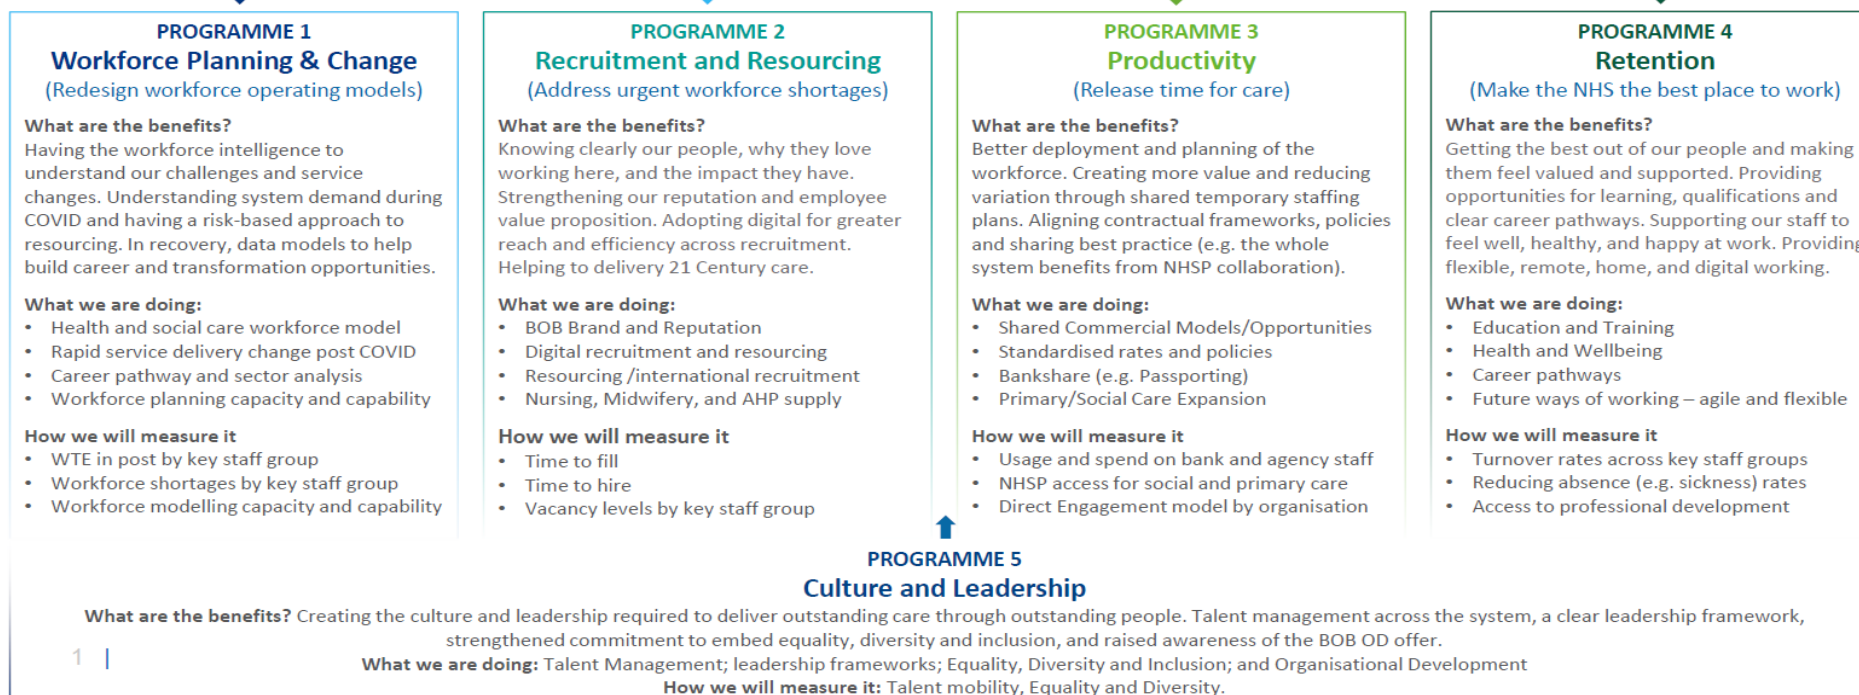 PROGRAMME 1
Workforce Planning & Change
(Redesign workforce operating models)
What are the benefits?
Having the workforce intelligence to
understand our challenges and service
changes. Understanding system demand during
COVID and having a risk-based approach to
resourcing. In recovery, data models to help
build career and transformation opportunities.
What we are doing:
• Health and social care workforce model
• Rapid service delivery change post COVID
• Career pathway and sector analysis
• Workforce planning capacity and capability
How we will measure it
• WTE in post by key staff group
• Workforce shortages by key staff group
• Workforce modelling capacity and capability
PROGRAMME 2
Recruitment and Resourcing
(Address urgent workforce shortages)
What are the benefits?
Knowing clearly our people, why they love
working here, and the impact they have.
Strengthening our reputation and employee
value proposition. Adopting digital for greater
reach and efficiency across recruitment.
Helping to delivery 21 Century care.
What we are doing:
• BOB Brand and Reputation
• Digital recruitment and resourcing
• Resourcing /international recruitment
• Nursing, Midwifery, and AHP supply
How we will measure it
• Time to fill
• Time to hire
• Vacancy levels by key staff group
PROGRAMME 3
Productivity
(Release time for care)
What are the benefits?
Better deployment and planning of the
workforce. Creating more value and reducing
variation through shared temporary staffing
plans. Aligning contractual frameworks, policies
and sharing best practice (e.g. the whole
system benefits from NHSP collaboration).
What we are doing:
• Shared Commercial Models/Opportunities
• Standardised rates and policies
• Bankshare (e.g. Passporting)
• Primary/Social Care Expansion
How we will measure it
• Usage and spend on bank and agency staff
• NHSP access for social and primary care
• Direct Engagement model by organisation
PROGRAMME 4
Retention
(Make the NHS the best place to work)
What are the benefits?
Getting the best out of our people and making
them feel valued and supported. Providing
opportunities for learning, qualifications and
clear career pathways. Supporting our staff to
feel well, healthy, and happy at work. Providing
flexible, remote, home, and digital working.
What we are doing:
• Education and Training
• Health and Wellbeing
• Career pathways
• Future ways of working – agile and flexible
How we will measure it
• Turnover rates across key staff groups
• Reducing absence (e.g. sickness) rates
• Access to professional development
PROGRAMME 5
Culture and Leadership
What are the benefits? Creating the culture and leadership required to deliver outstanding care through outstanding people. Talent management across the system, a clear leadership framework,
strengthened commitment to embed equality, diversity and inclusion, and raised awareness of the BOB OD offer.
What we are doing: Talent Management; leadership frameworks; Equality, Diversity and Inclusion; and Organisational Development
How we will measure it: Talent mobility, Equality and Diversity.
1 |